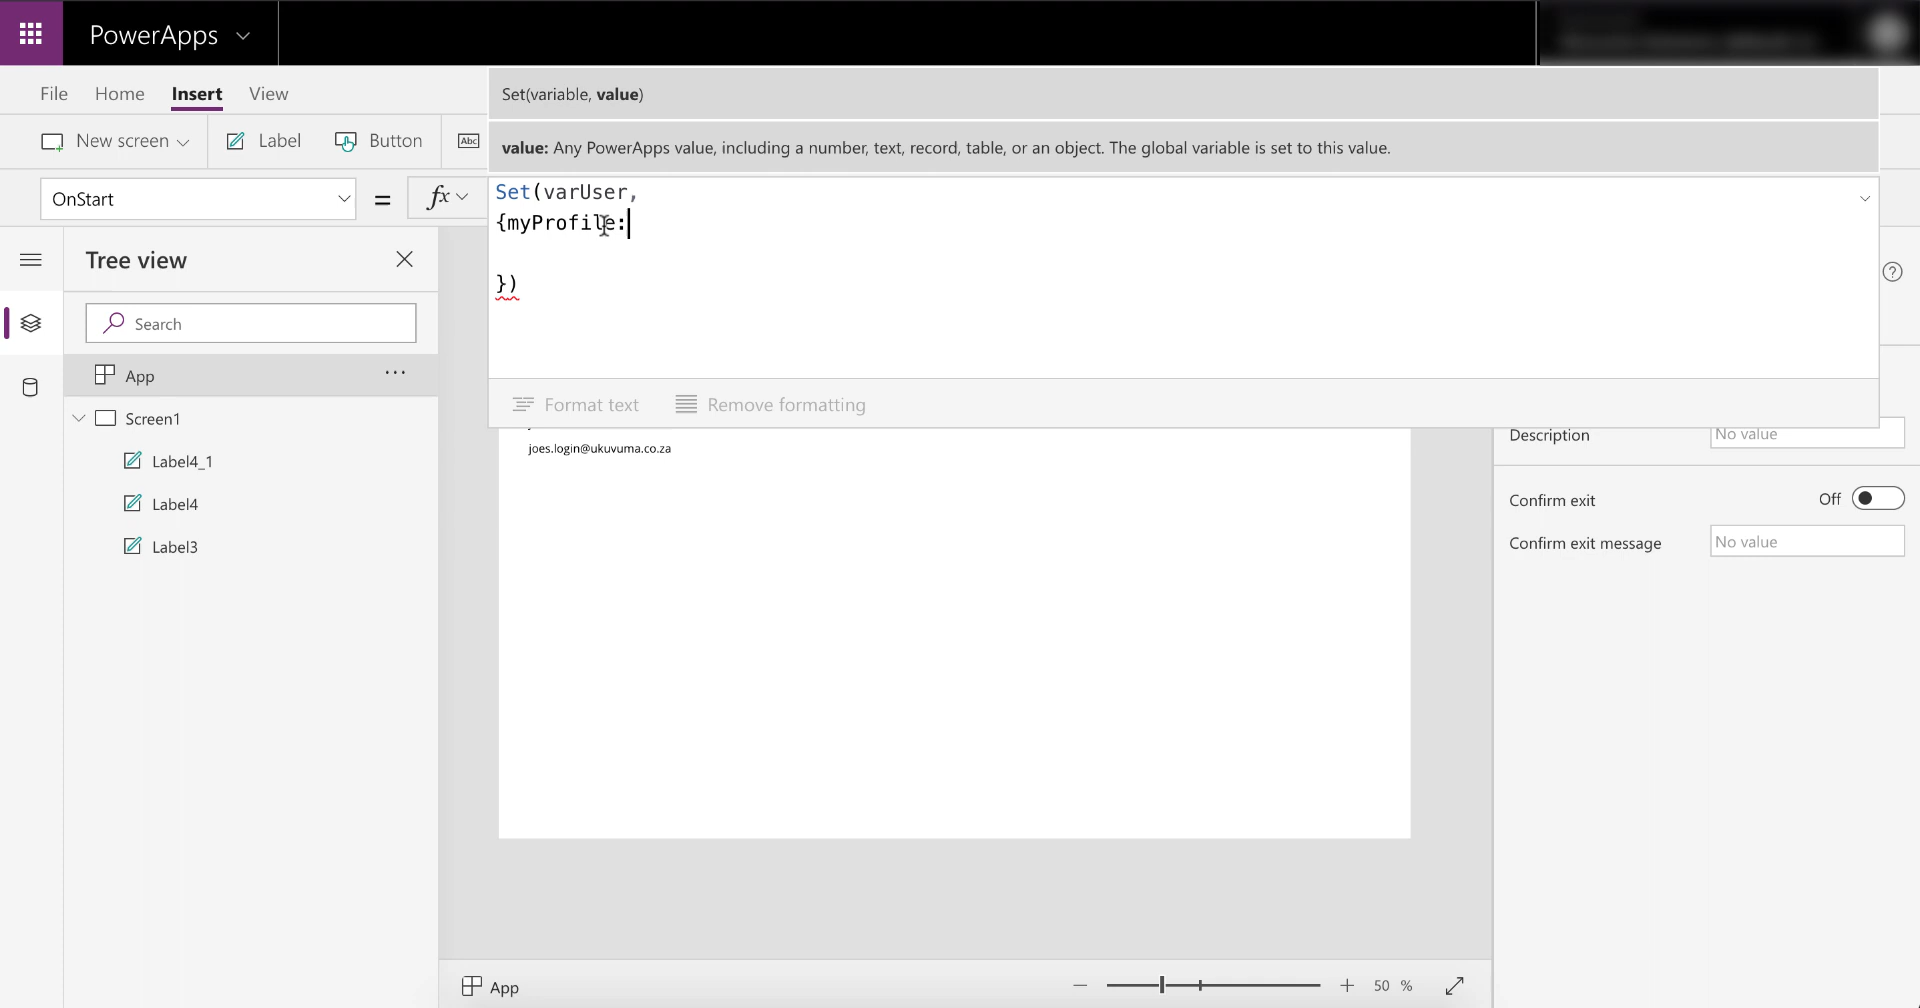 PowerApps
File Home Insert View
Set(variable, value)
New screen Label Button Abc
value: Any PowerApps value, including a number, text, record, table, or an object. The global variable is set to this value.
OnStart = fx
Set(varUser,
{myProfile:
})
Tree view
Search
Format text Remove formatting
App ...
Screen1
Label4_1
Label4
Label3
joes.login@ukuvuma.co.za
Description No value
Confirm exit Off
Confirm exit message No value
App
50 %